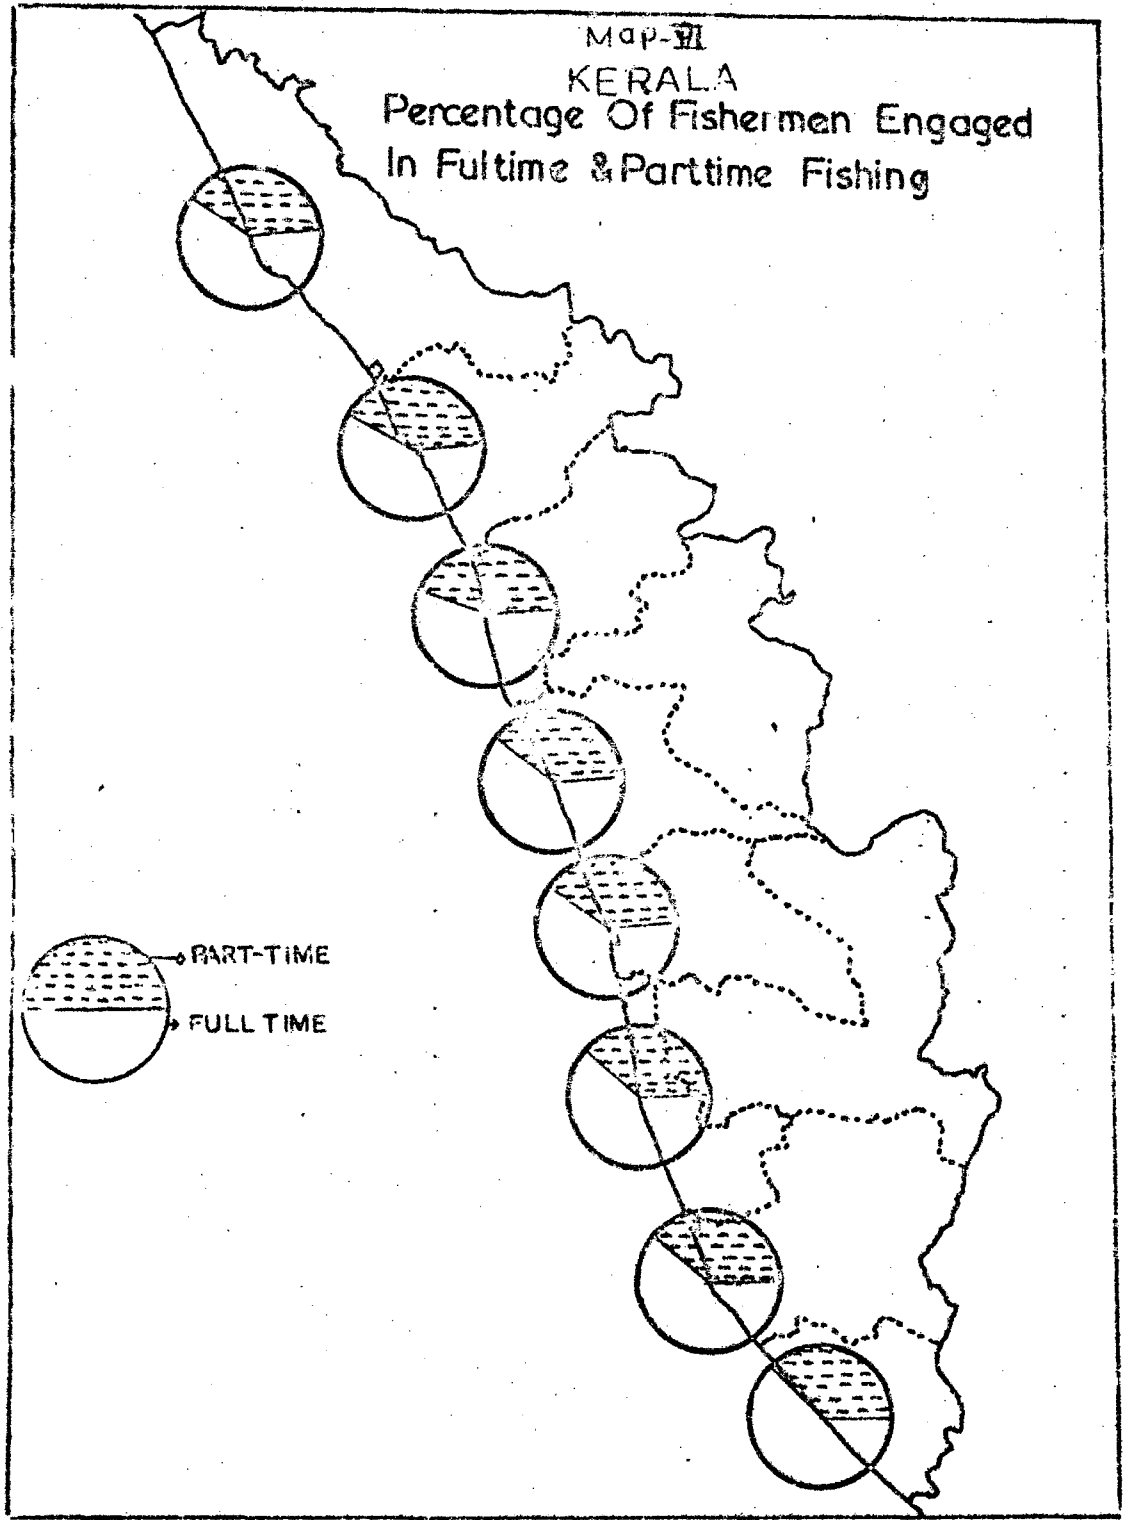 Map-VI
KERALA
Percentage Of Fishermen Engaged
In Fultime & Parttime Fishing
PART-TIME
FULL TIME